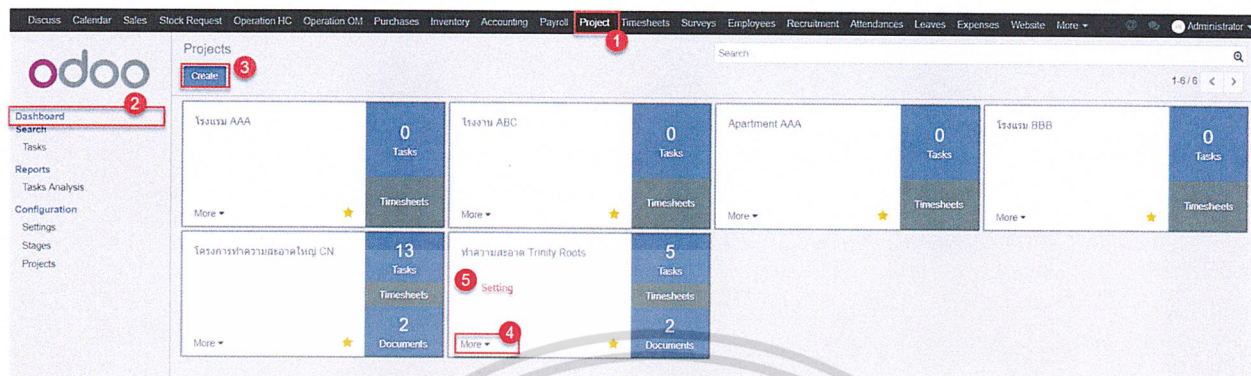 Discuss Calendar Sales Stock Request Operation HC Operation OM Purchases Inventory Accounting Payroll Project Timesheets Surveys Employees Recruitment Attendances Leaves Expenses Website More Administrator
1
odoo
Projects
Search
Create
3
1-6 / 6
2
Dashboard
Search
Tasks
Reports
Tasks Analysis
Configuration
Settings
Stages
Projects
โรงแรม AAA
0
Tasks
Timesheets
More
โรงงาน ABC
0
Tasks
Timesheets
More
Apartment AAA
0
Tasks
Timesheets
More
โรงแรม BBB
0
Tasks
Timesheets
More
โครงการทำความสะอาดใหญ่ CN
13
Tasks
Timesheets
2
Documents
More
ทำความสะอาด Trinity Roots
5
Tasks
5
Setting
Timesheets
4
2
Documents
More